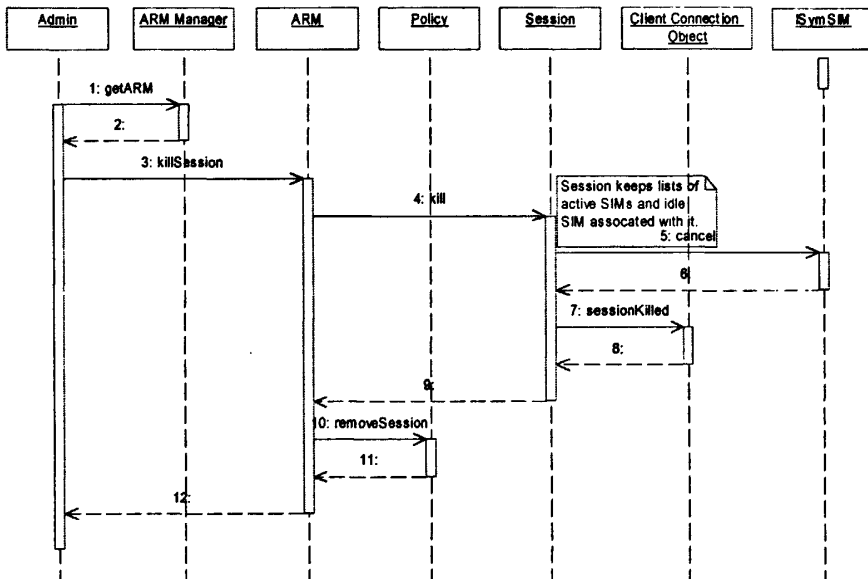 Admin
ARM Manager
ARM
Policy
Session
Client Connection
Object
ISymSIM
1: getARM
2:
3: killSession
4: kill
Session keeps lists of
active SIMs and idle
SIM assocated with it.
5: cancel
6
7: sessionKilled
8:
9:
10: removeSession
11:
12: